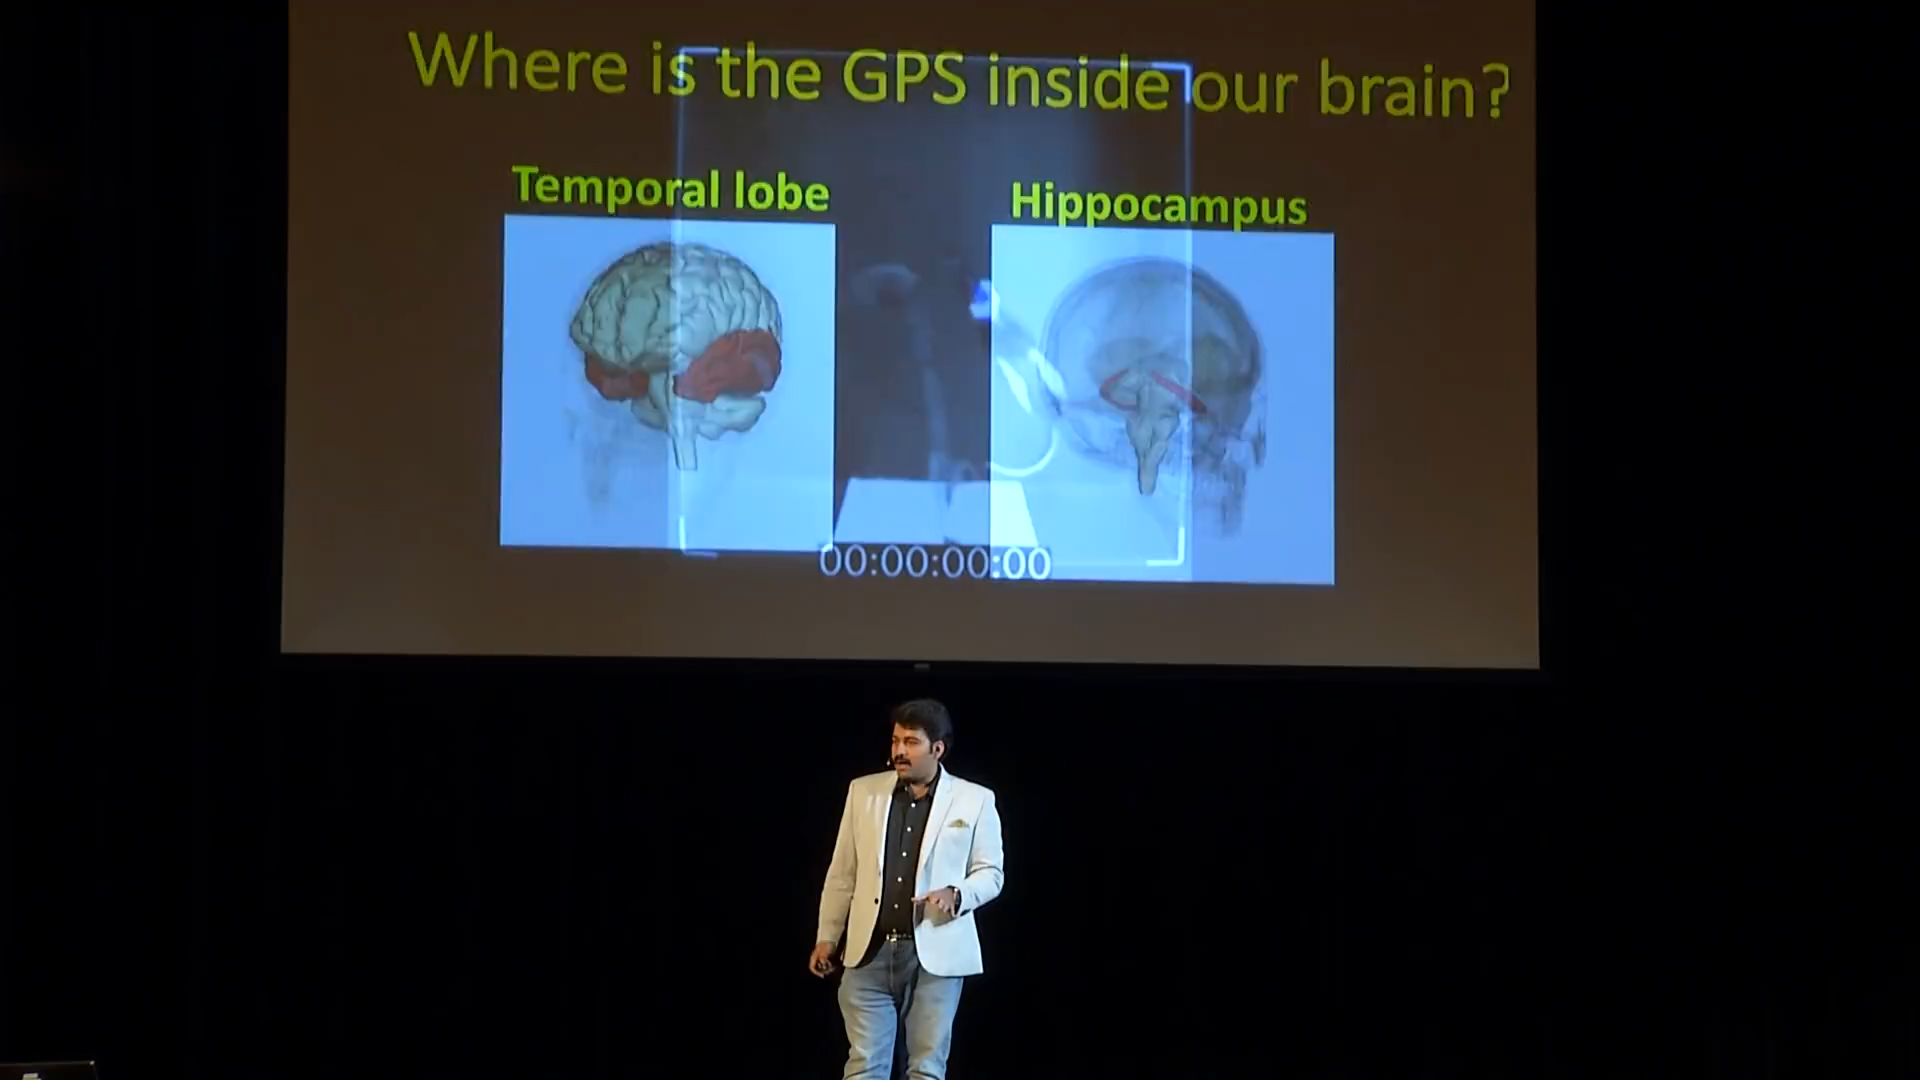 Where is the GPS inside our brain?
Temporal lobe
Hippocampus
00:00:00:00